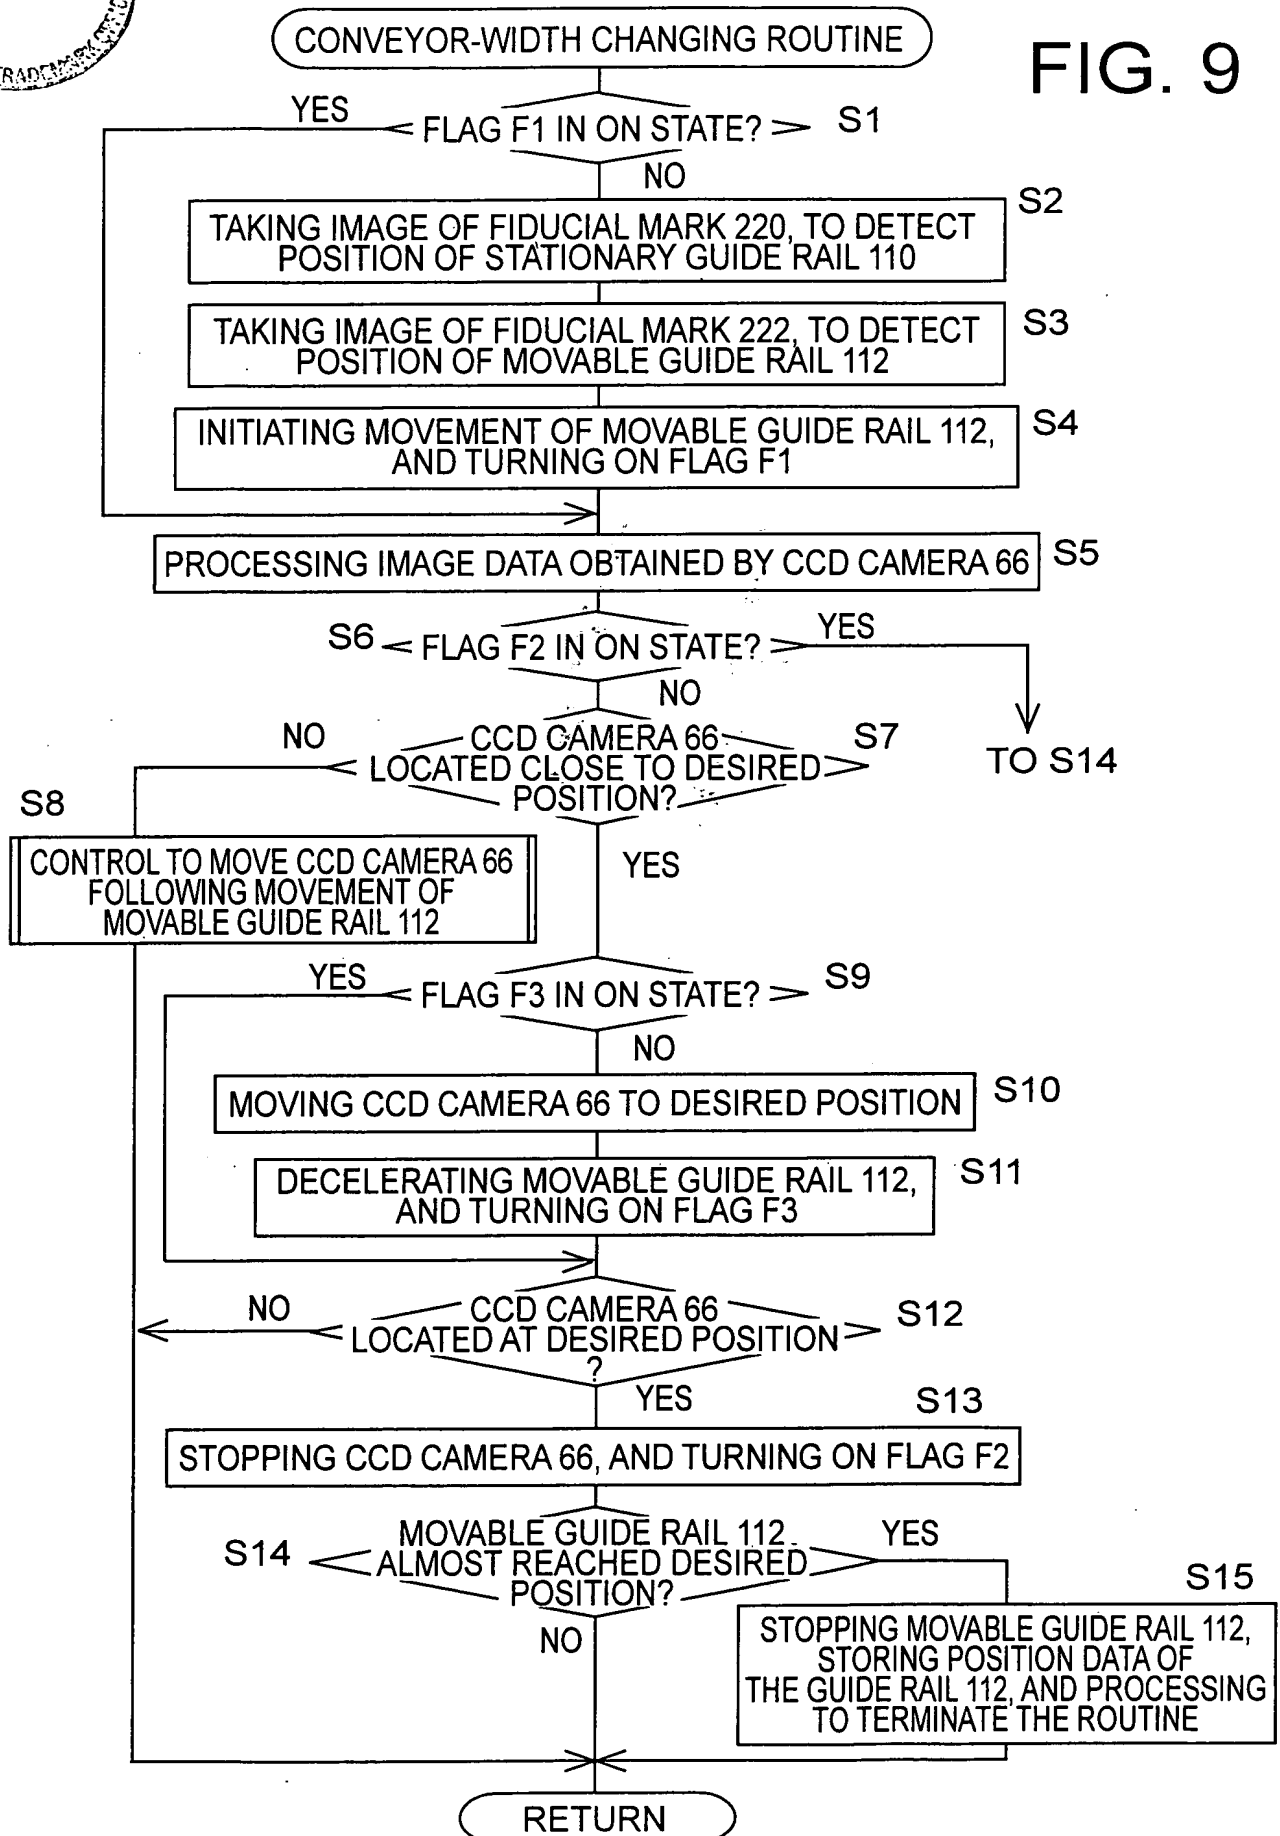 RADEMARK
CONVEYOR-WIDTH CHANGING ROUTINE
FIG. 9
YES
FLAG F1 IN ON STATE?
S1
NO
S2
TAKING IMAGE OF FIDUCIAL MARK 220, TO DETECT
POSITION OF STATIONARY GUIDE RAIL 110
S3
TAKING IMAGE OF FIDUCIAL MARK 222, TO DETECT
POSITION OF MOVABLE GUIDE RAIL 112
S4
INITIATING MOVEMENT OF MOVABLE GUIDE RAIL 112,
AND TURNING ON FLAG F1
PROCESSING IMAGE DATA OBTAINED BY CCD CAMERA 66
S5
S6
FLAG F2 IN ON STATE?
YES
NO
TO S14
NO
CCD CAMERA 66
LOCATED CLOSE TO DESIRED
POSITION?
S7
S8
CONTROL TO MOVE CCD CAMERA 66
FOLLOWING MOVEMENT OF
MOVABLE GUIDE RAIL 112
YES
YES
FLAG F3 IN ON STATE?
S9
NO
MOVING CCD CAMERA 66 TO DESIRED POSITION
S10
DECELERATING MOVABLE GUIDE RAIL 112,
AND TURNING ON FLAG F3
S11
NO
CCD CAMERA 66
LOCATED AT DESIRED POSITION
?
S12
YES
S13
STOPPING CCD CAMERA 66, AND TURNING ON FLAG F2
S14
MOVABLE GUIDE RAIL 112
ALMOST REACHED DESIRED
POSITION?
YES
NO
S15
STOPPING MOVABLE GUIDE RAIL 112,
STORING POSITION DATA OF
THE GUIDE RAIL 112, AND PROCESSING
TO TERMINATE THE ROUTINE
RETURN